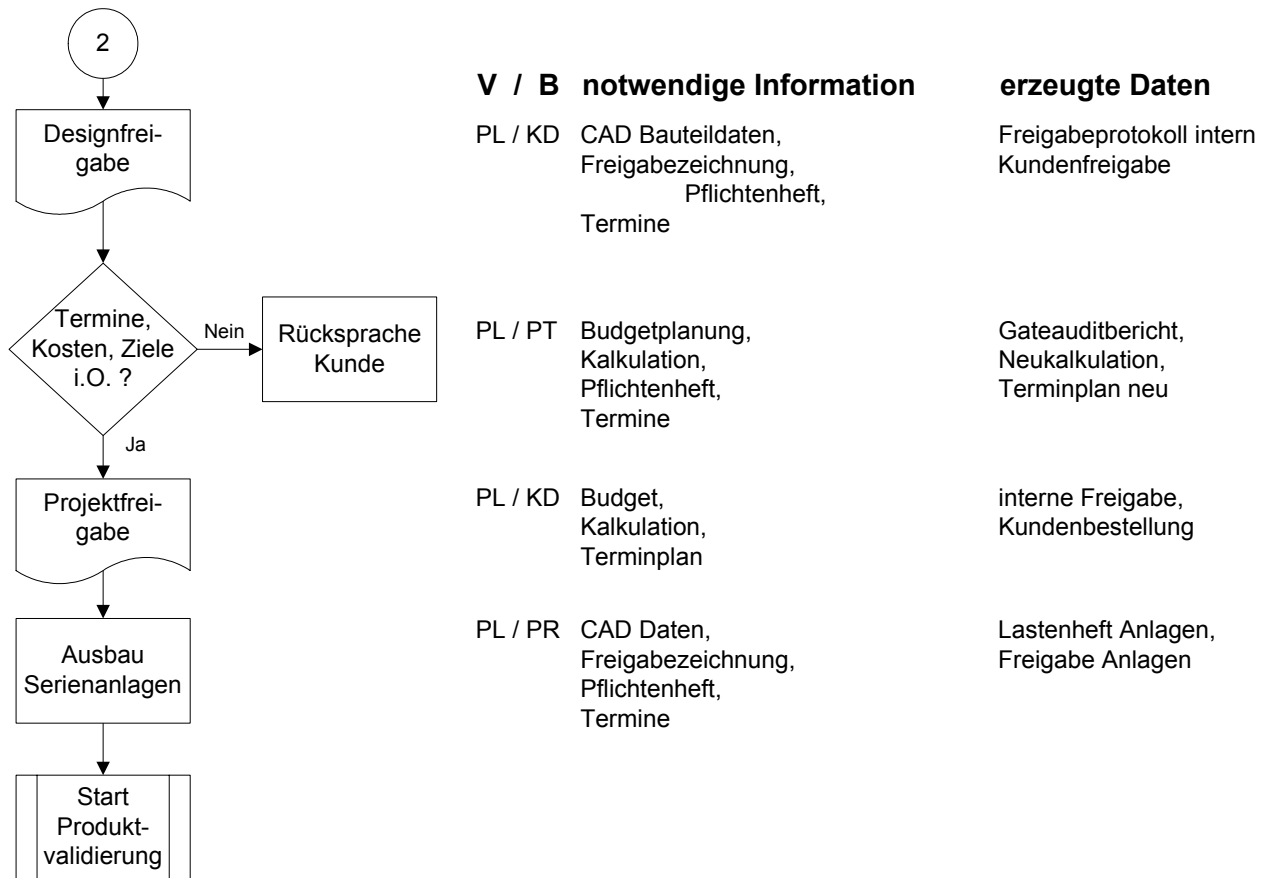 2
V / B notwendige Information erzeugte Daten
Designfrei-
gabe
PL / KD CAD Bauteildaten,
Freigabezeichnung,
Pflichtenheft,
Termine
Freigabeprotokoll intern
Kundenfreigabe
Termine,
Kosten, Ziele
i.O. ?
Nein
Rücksprache
Kunde
PL / PT Budgetplanung,
Kalkulation,
Pflichtenheft,
Termine
Gateauditbericht,
Neukalkulation,
Terminplan neu
Ja
Projektfrei-
gabe
PL / KD Budget,
Kalkulation,
Terminplan
interne Freigabe,
Kundenbestellung
Ausbau
Serienanlagen
PL / PR CAD Daten,
Freigabezeichnung,
Pflichtenheft,
Termine
Lastenheft Anlagen,
Freigabe Anlagen
Start
Produkt-
validierung